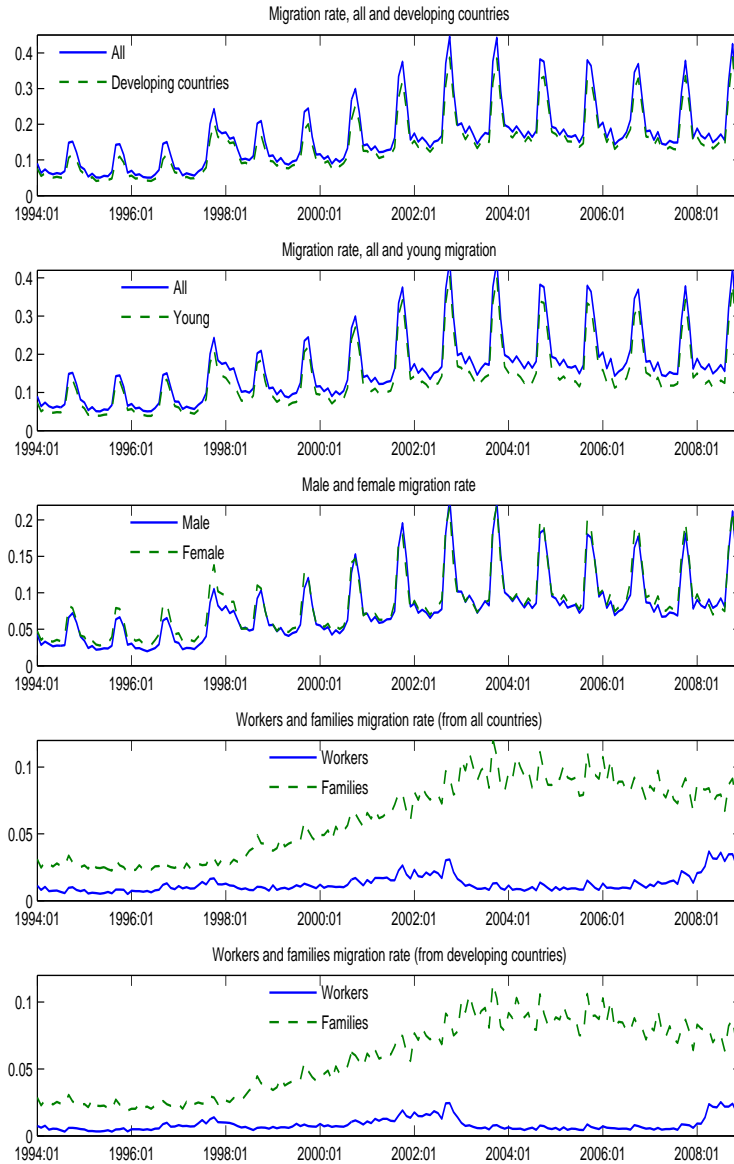 Migration rate, all and developing countries
0.4
0.3
0.2
0.1
0
All
Developing countries
1994:01 1996:01 1998:01 2000:01 2002:01 2004:01 2006:01 2008:01
Migration rate, all and young migration
0.4
0.3
0.2
0.1
0
All
Young
1994:01 1996:01 1998:01 2000:01 2002:01 2004:01 2006:01 2008:01
Male and female migration rate
0.2
0.15
0.1
0.05
0
Male
Female
1994:01 1996:01 1998:01 2000:01 2002:01 2004:01 2006:01 2008:01
Workers and families migration rate (from all countries)
0.1
0.05
0
Workers
Families
1994:01 1996:01 1998:01 2000:01 2002:01 2004:01 2006:01 2008:01
Workers and families migration rate (from developing countries)
0.1
0.05
0
Workers
Families
1994:01 1996:01 1998:01 2000:01 2002:01 2004:01 2006:01 2008:01